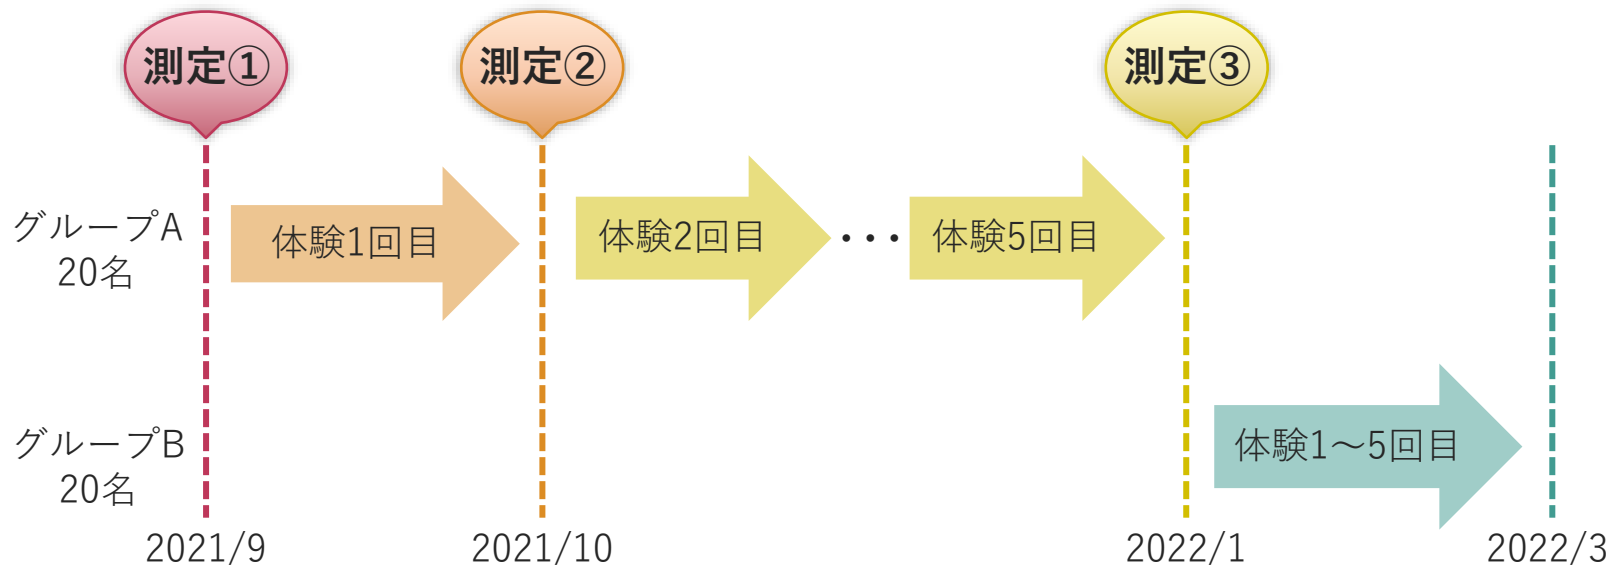 測定①
測定②
測定③
グループA
20名
体験1回目
体験2回目
・・・
体験5回目
グループB
20名
体験1～5回目
2021/9
2021/10
2022/1
2022/3